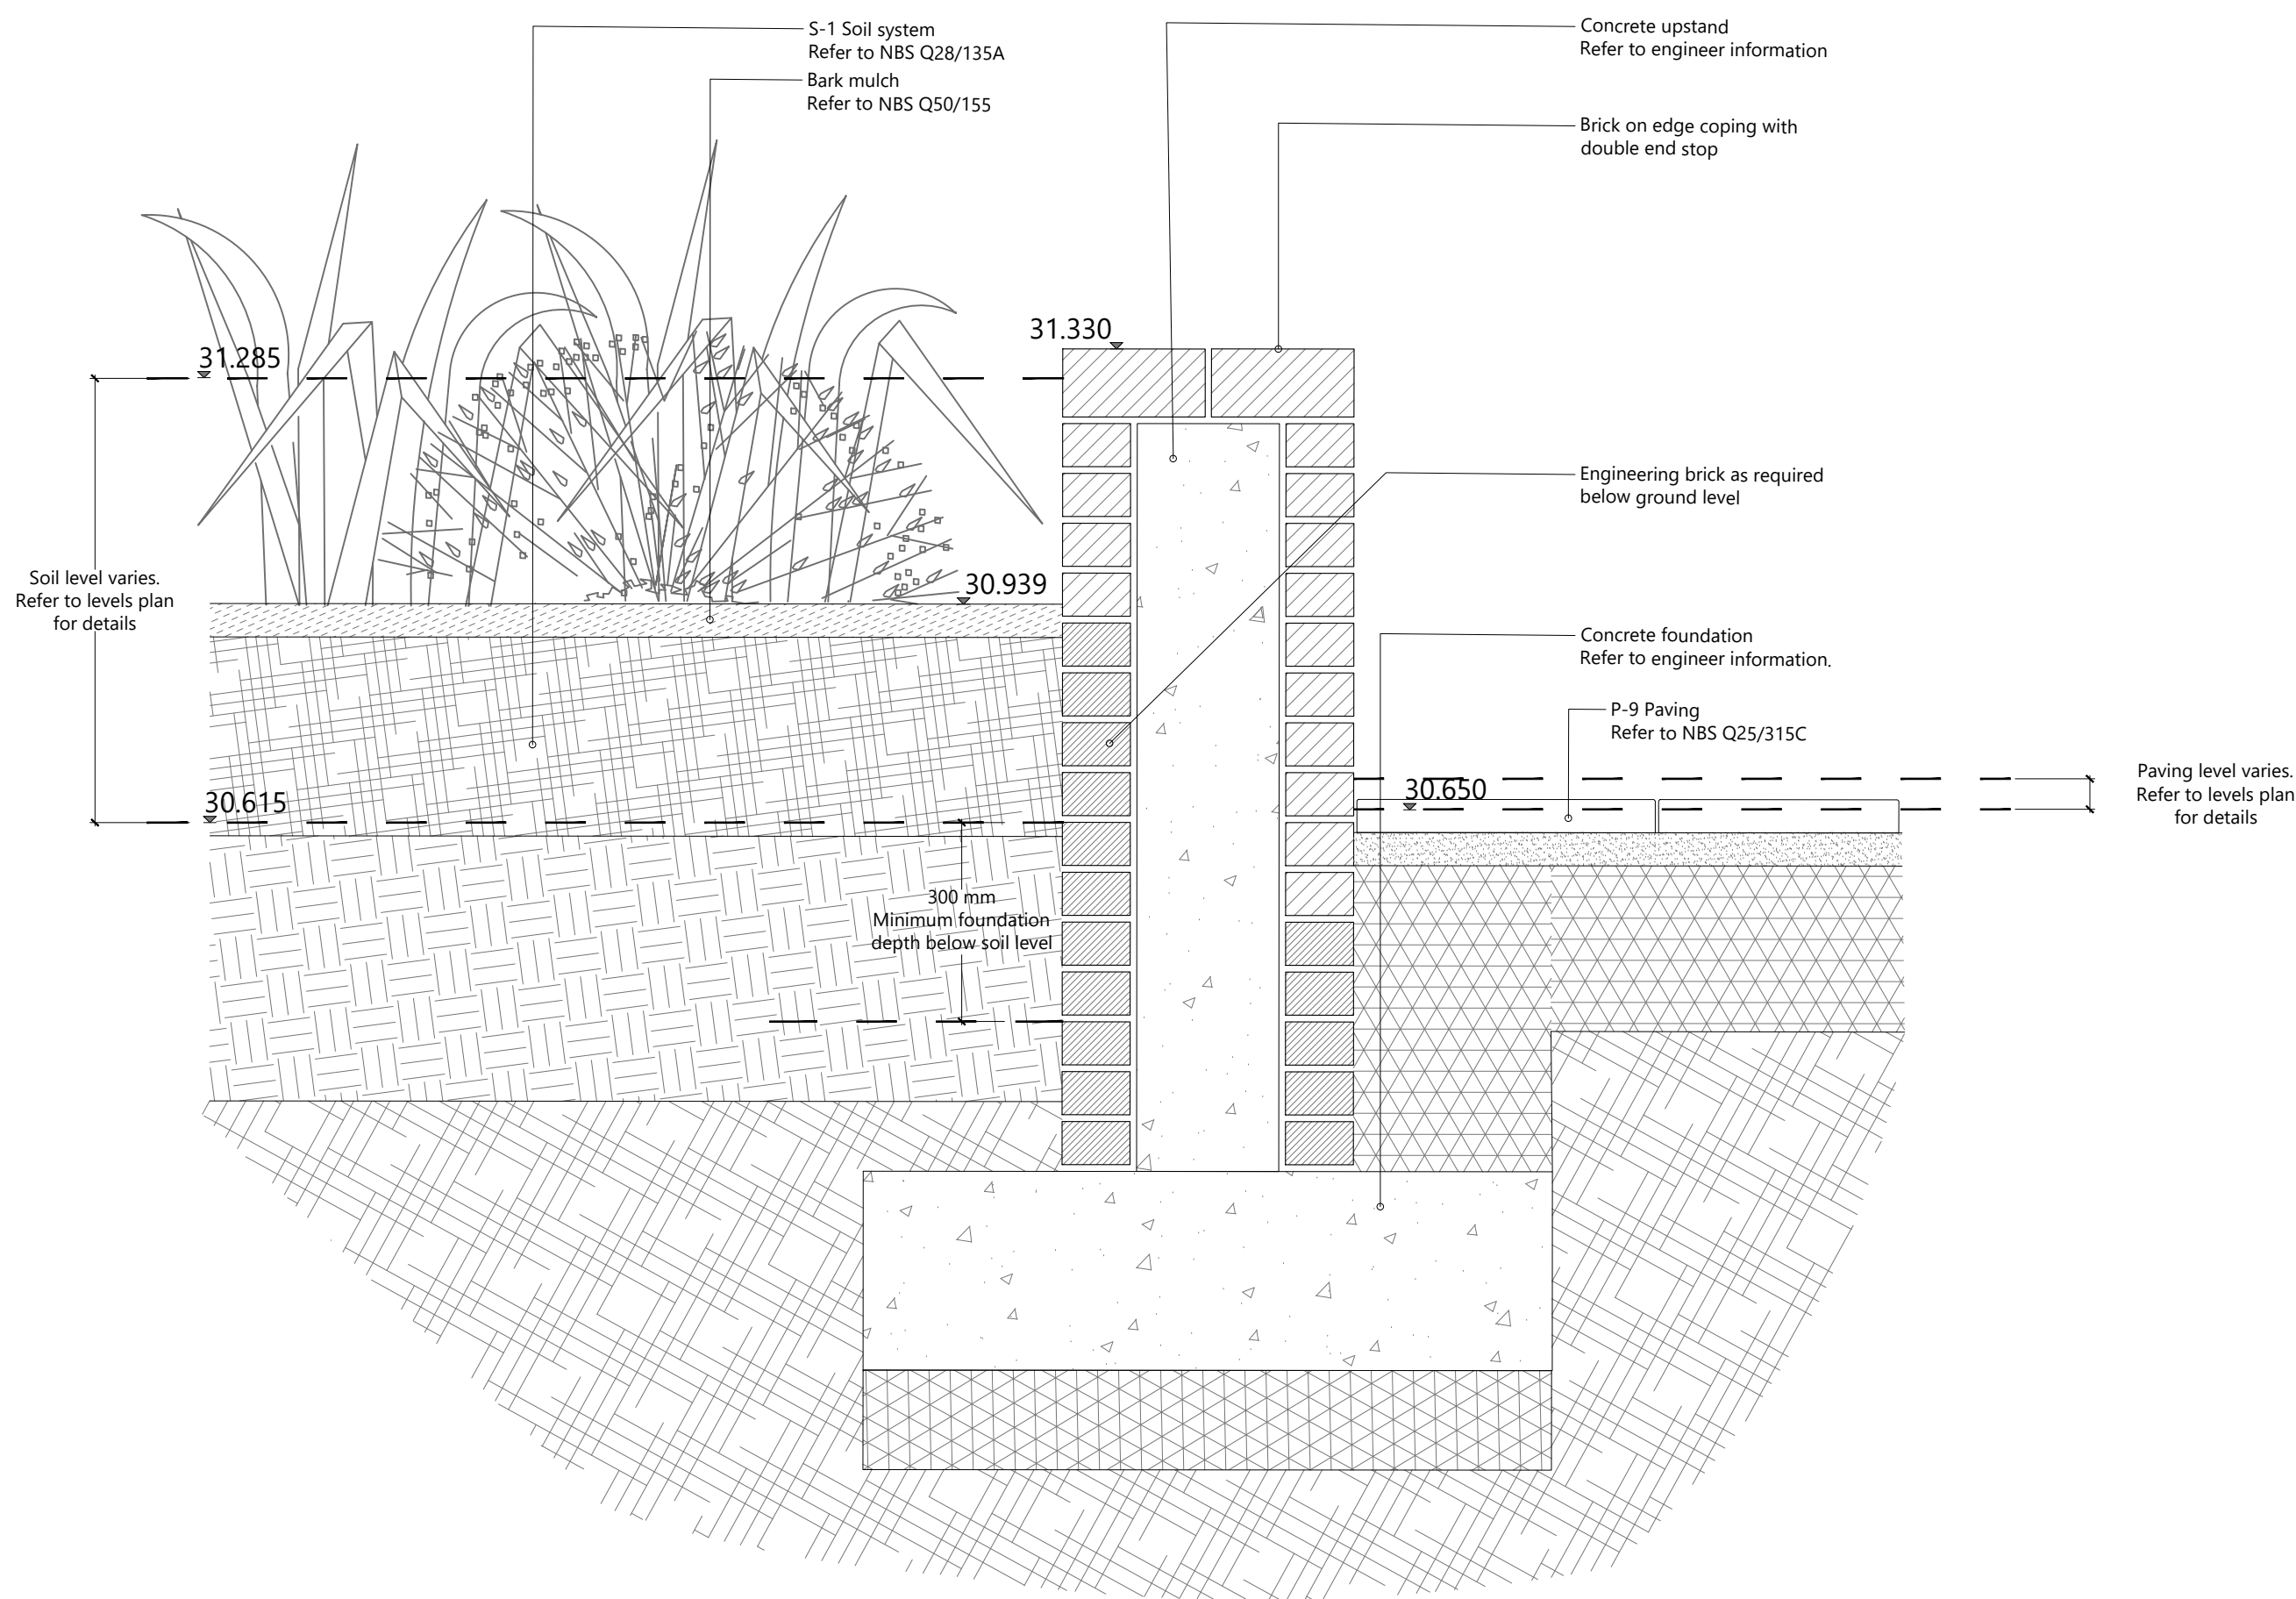 S-1 Soil system
Refer to NBS Q28/135A
Bark mulch
Refer to NBS Q50/155
Concrete upstand
Refer to engineer information
Brick on edge coping with
double end stop
31.330
31.285
Engineering brick as required
below ground level
Soil level varies.
Refer to levels plan
for details
30.939
Concrete foundation
Refer to engineer information.
P-9 Paving
Refer to NBS Q25/315C
30.615
30.650
Paving level varies.
Refer to levels plan
for details
300 mm
Minimum foundation
depth below soil level